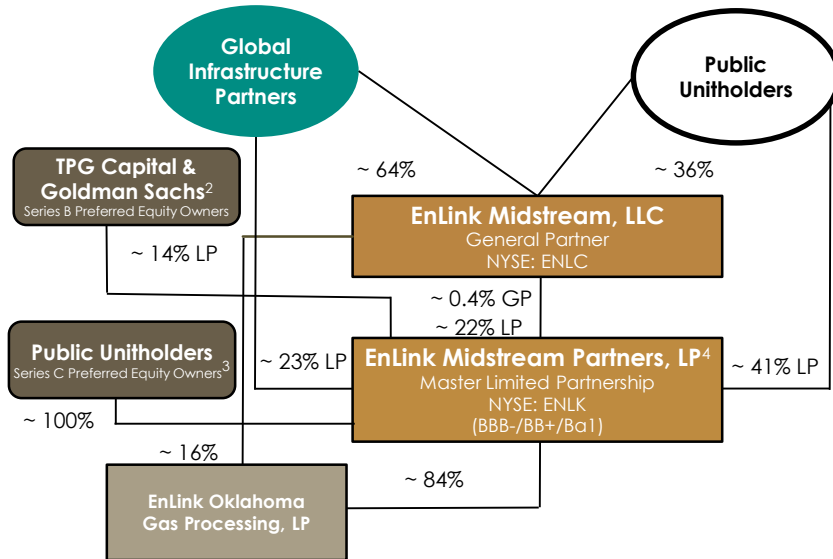 Global
Infrastructure
Partners
Public
Unitholders
TPG Capital &
Goldman Sachs2
Series B Preferred Equity Owners
~ 64%
~ 36%
EnLink Midstream, LLC
General Partner
NYSE: ENLC
~ 14% LP
~ 0.4% GP
~ 22% LP
Public Unitholders
Series C Preferred Equity Owners3
~ 23% LP
EnLink Midstream Partners, LP4
Master Limited Partnership
NYSE: ENLK
(BBB-/BB+/Ba1)
~ 41% LP
~ 100%
~ 16%
~ 84%
EnLink Oklahoma
Gas Processing, LP